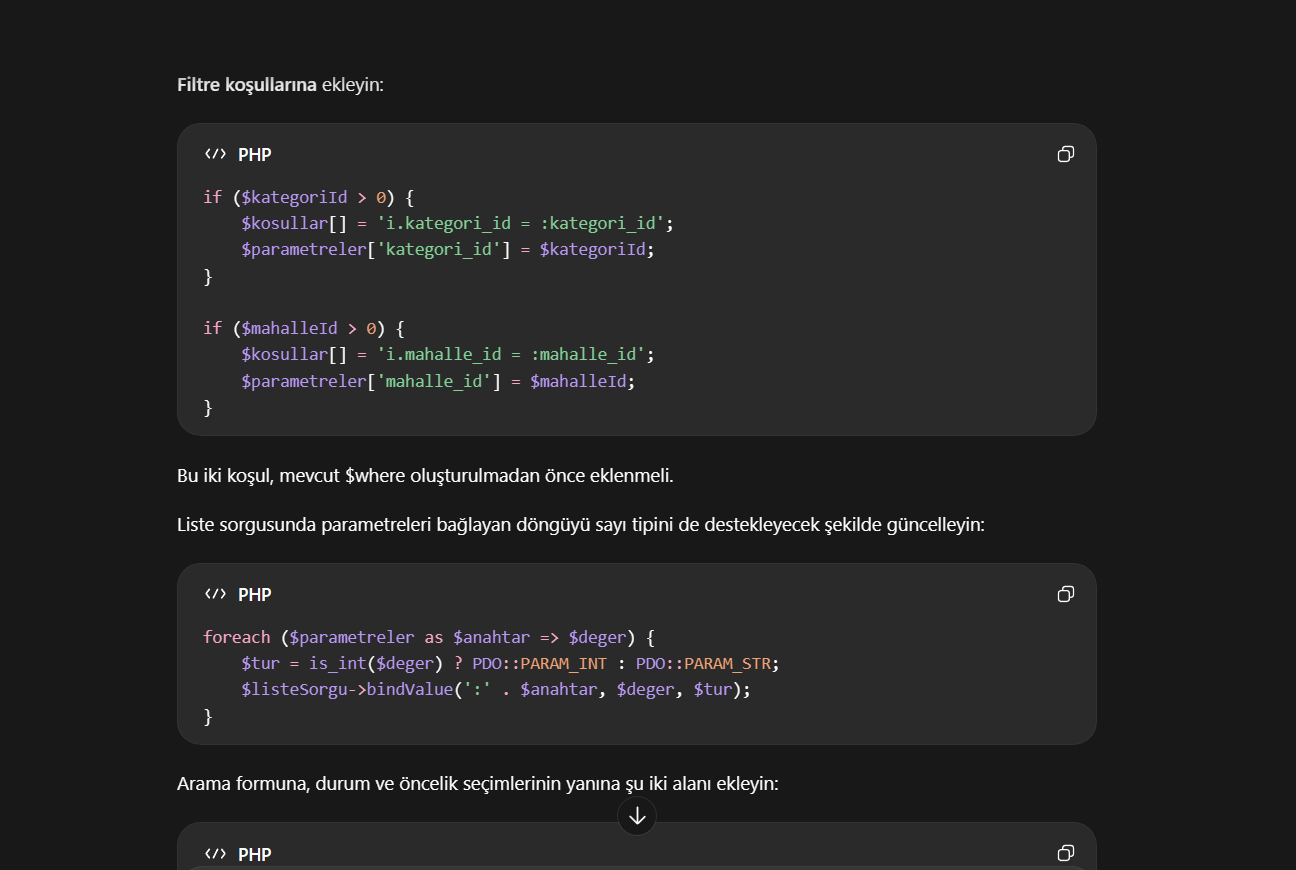 Filtre koşullarına ekleyin:
</> PHP
if ($kategoriId > 0) {
    $kosullar[] = 'i.kategori_id = :kategori_id';
    $parametreler['kategori_id'] = $kategoriId;
}
if ($mahalleId > 0) {
    $kosullar[] = 'i.mahalle_id = :mahalle_id';
    $parametreler['mahalle_id'] = $mahalleId;
}
Bu iki koşul, mevcut $where oluşturulmadan önce eklenmeli.
Liste sorgusunda parametreleri bağlayan döngüyü sayı tipini de destekleyecek şekilde güncelleyin:
</> PHP
foreach ($parametreler as $anahtar => $deger) {
    $tur = is_int($deger) ? PDO::PARAM_INT : PDO::PARAM_STR;
    $listeSorgu->bindValue(':' . $anahtar, $deger, $tur);
}
Arama formuna, durum ve öncelik seçimlerinin yanına şu iki alanı ekleyin:
</> PHP